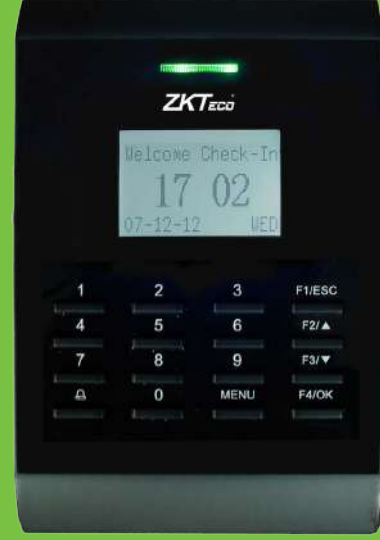 ZKTECO
Welcome Check-In
17 02
07-12-12 WED
1 2 3 F1/ESC
4 5 6 F2/▲
7 8 9 F3/▼
0 MENU F4/OK